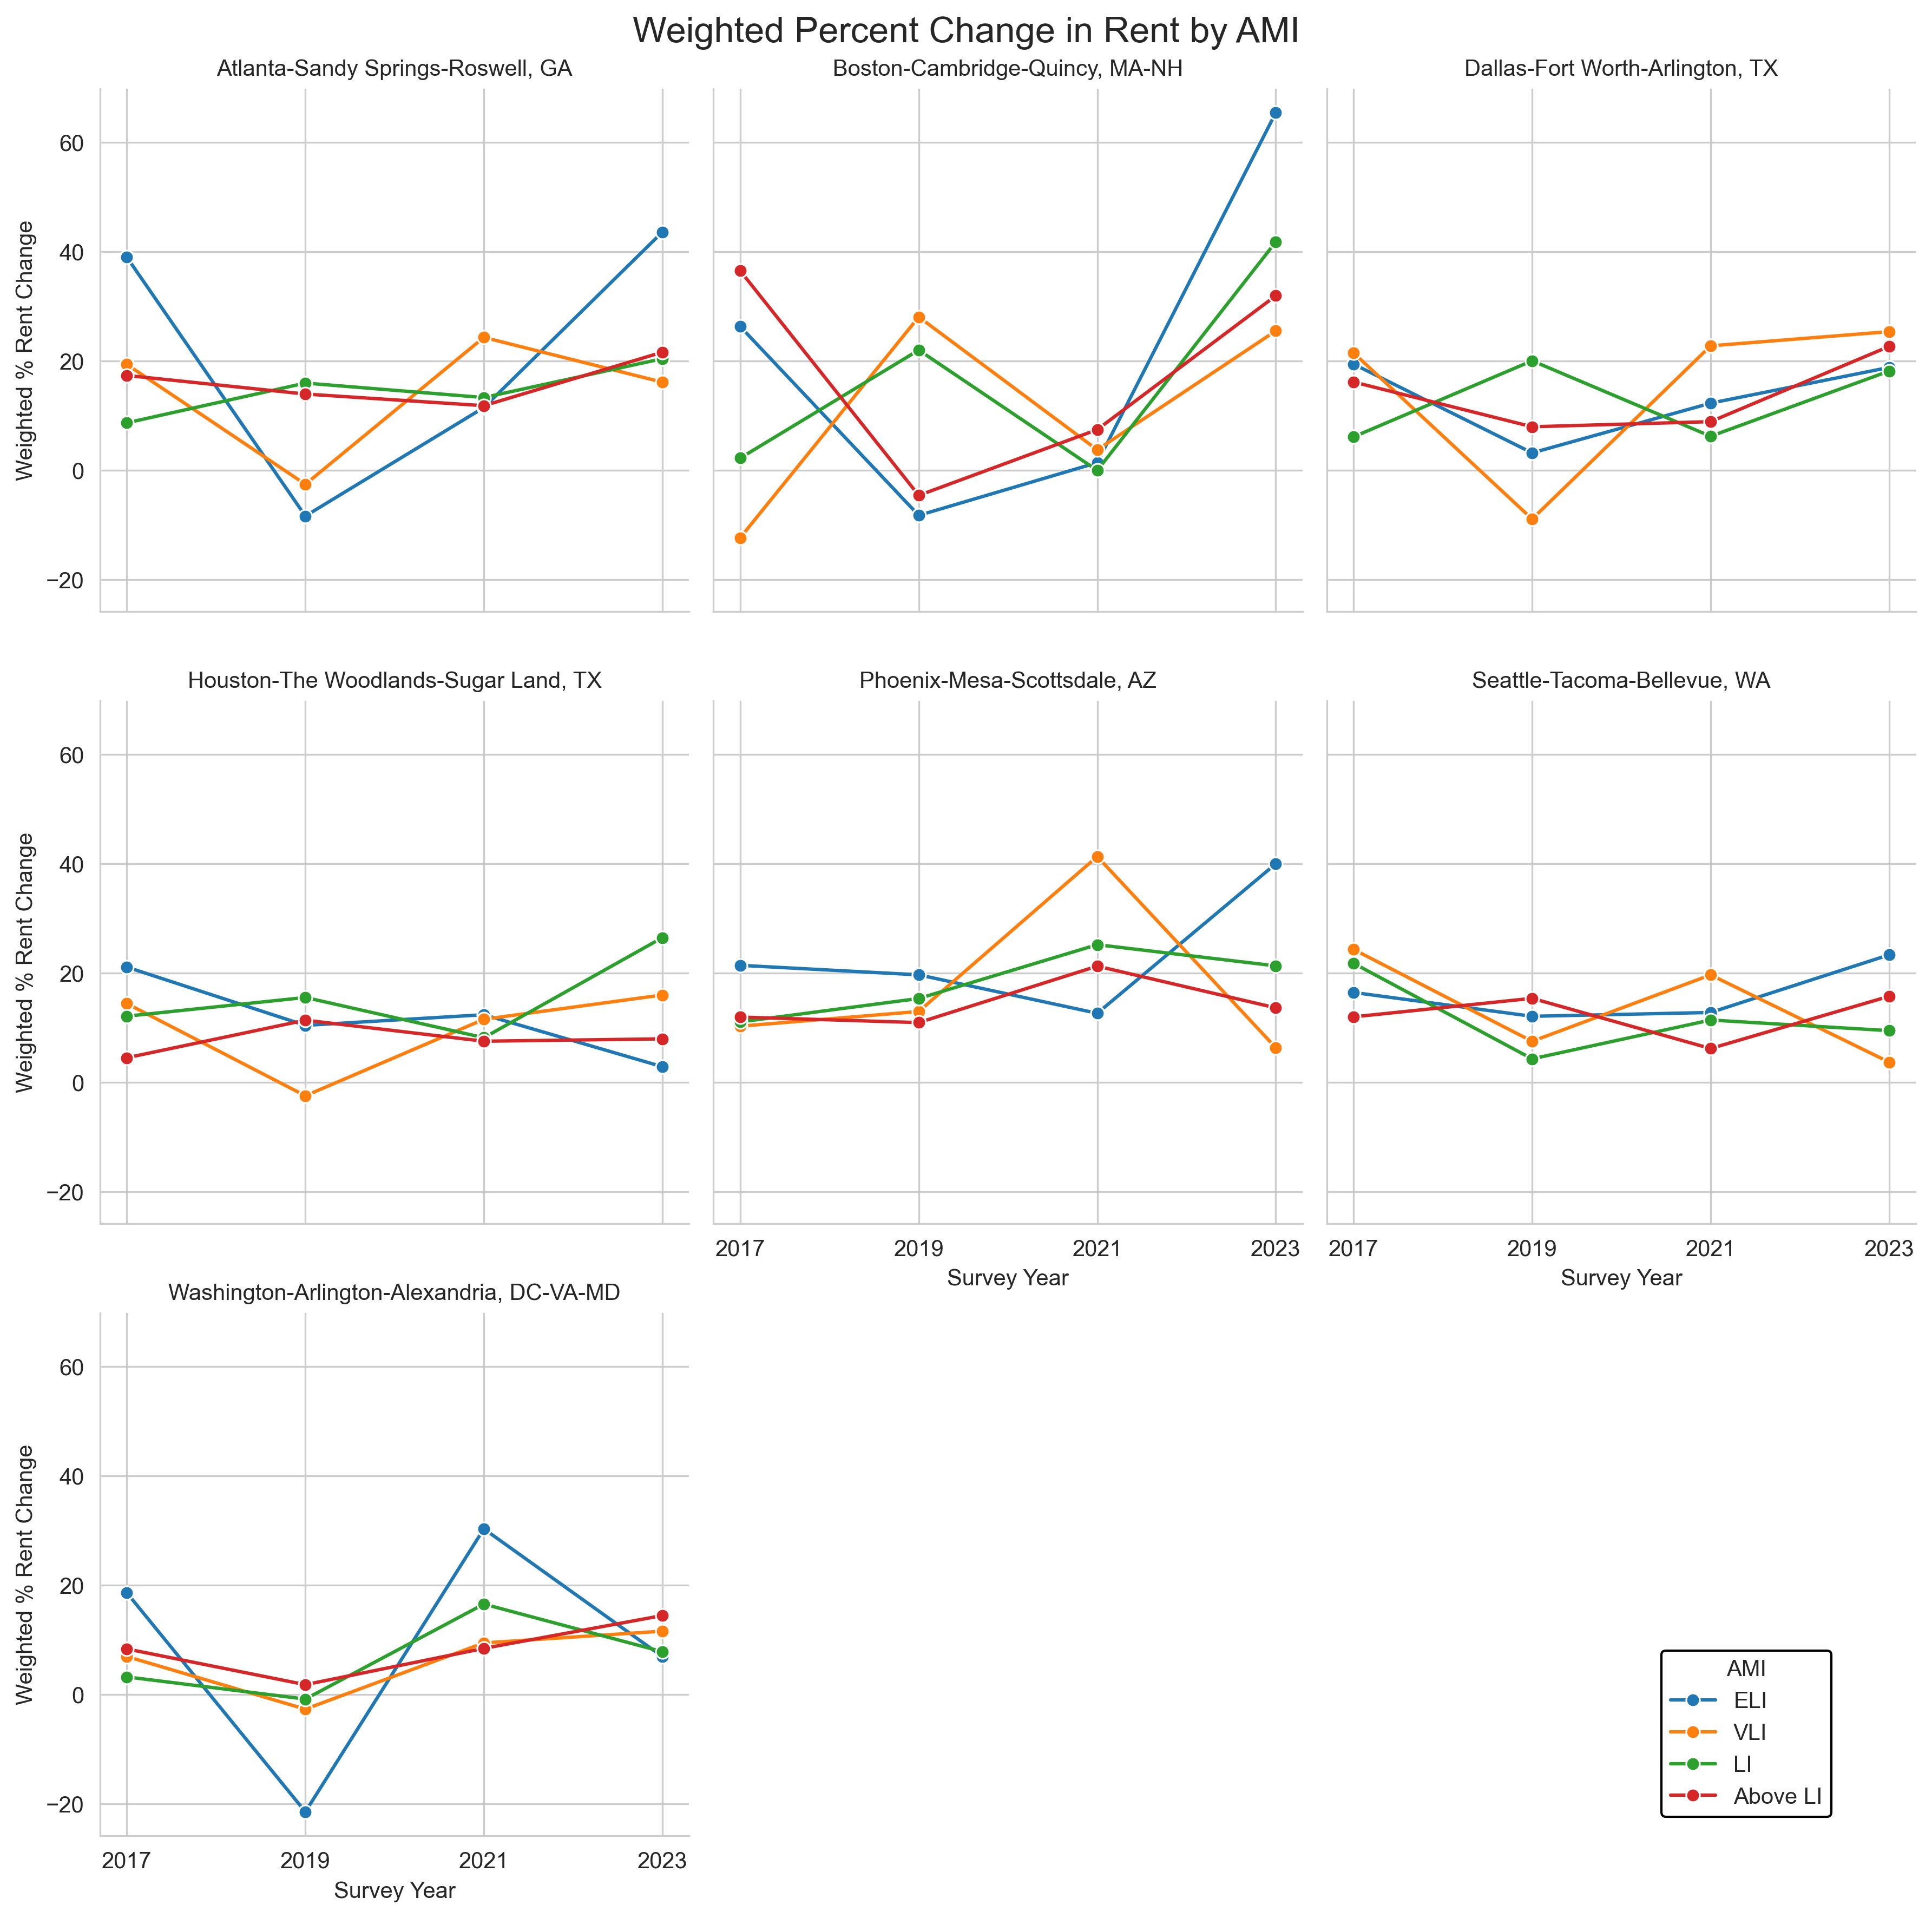 Weighted Percent Change in Rent by AMI
Atlanta-Sandy Springs-Roswell, GA
Boston-Cambridge-Quincy, MA-NH
Dallas-Fort Worth-Arlington, TX
Weighted % Rent Change
60
40
20
0
−20
Houston-The Woodlands-Sugar Land, TX
Phoenix-Mesa-Scottsdale, AZ
Seattle-Tacoma-Bellevue, WA
Weighted % Rent Change
60
40
20
0
−20
2017 2019 2021 2023
Survey Year
2017 2019 2021 2023
Survey Year
Washington-Arlington-Alexandria, DC-VA-MD
Weighted % Rent Change
60
40
20
0
−20
2017 2019 2021 2023
Survey Year
AMI
ELI
VLI
LI
Above LI